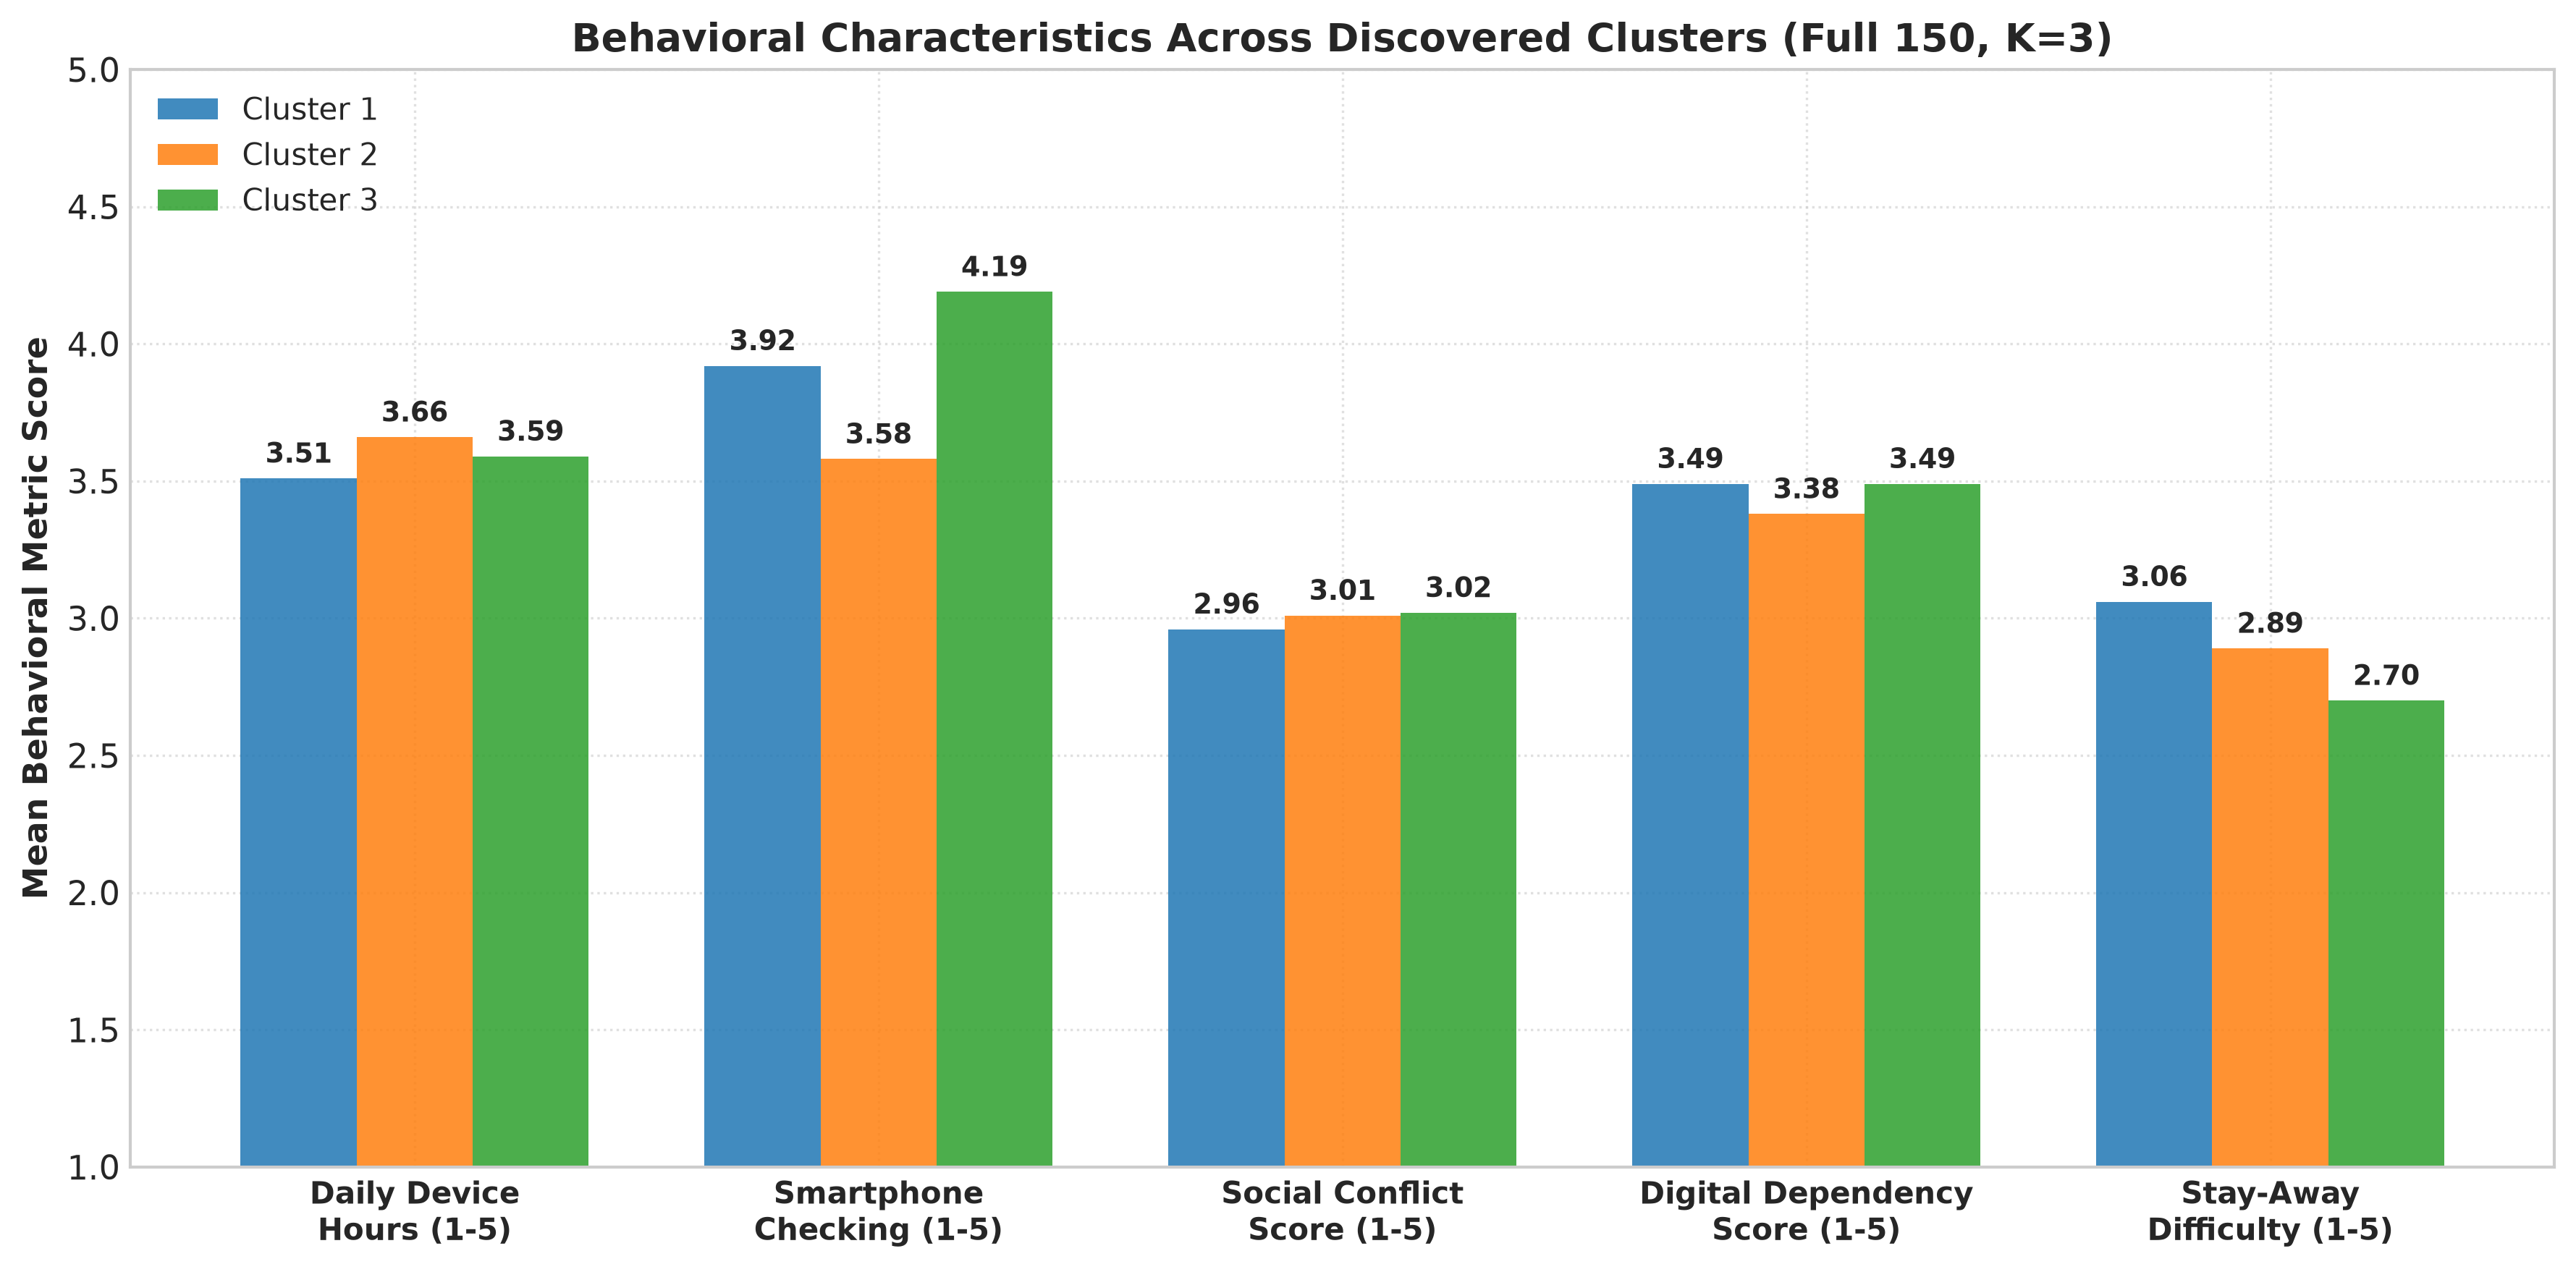 Behavioral Characteristics Across Discovered Clusters (Full 150, K=3)
Mean Behavioral Metric Score
5.0
4.5
4.0
3.5
3.0
2.5
2.0
1.5
1.0
Cluster 1
Cluster 2
Cluster 3
3.51
3.66
3.59
3.92
3.58
4.19
2.96
3.01
3.02
3.49
3.38
3.49
3.06
2.89
2.70
Daily Device
Hours (1-5)
Smartphone
Checking (1-5)
Social Conflict
Score (1-5)
Digital Dependency
Score (1-5)
Stay-Away
Difficulty (1-5)